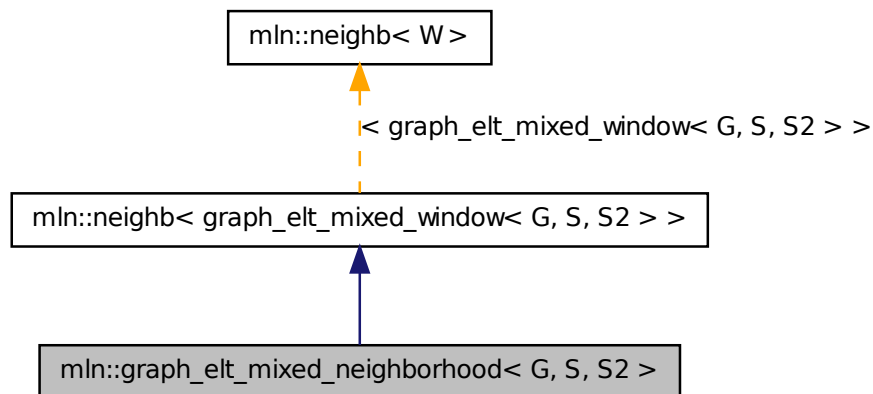 mln::neighb< W >
< graph_elt_mixed_window< G, S, S2 > >
mln::neighb< graph_elt_mixed_window< G, S, S2 > >
mln::graph_elt_mixed_neighborhood< G, S, S2 >